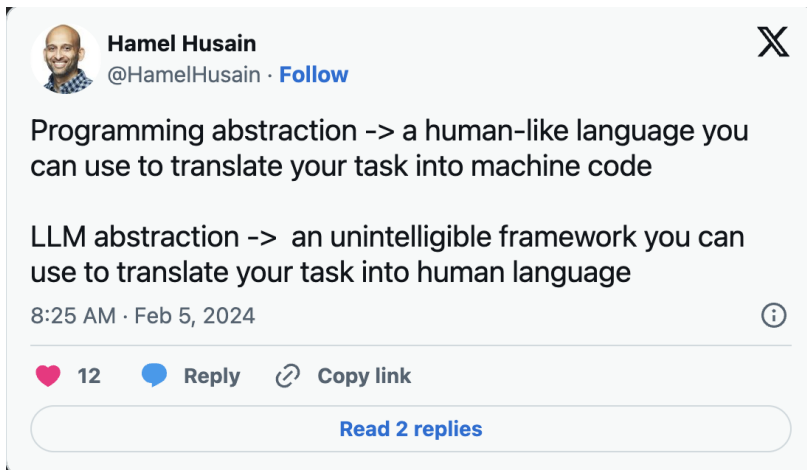 Hamel Husain
@HamelHusain · Follow
Programming abstraction -> a human-like language you
can use to translate your task into machine code
LLM abstraction ->  an unintelligible framework you can
use to translate your task into human language
8:25 AM · Feb 5, 2024
12 Reply Copy link
Read 2 replies